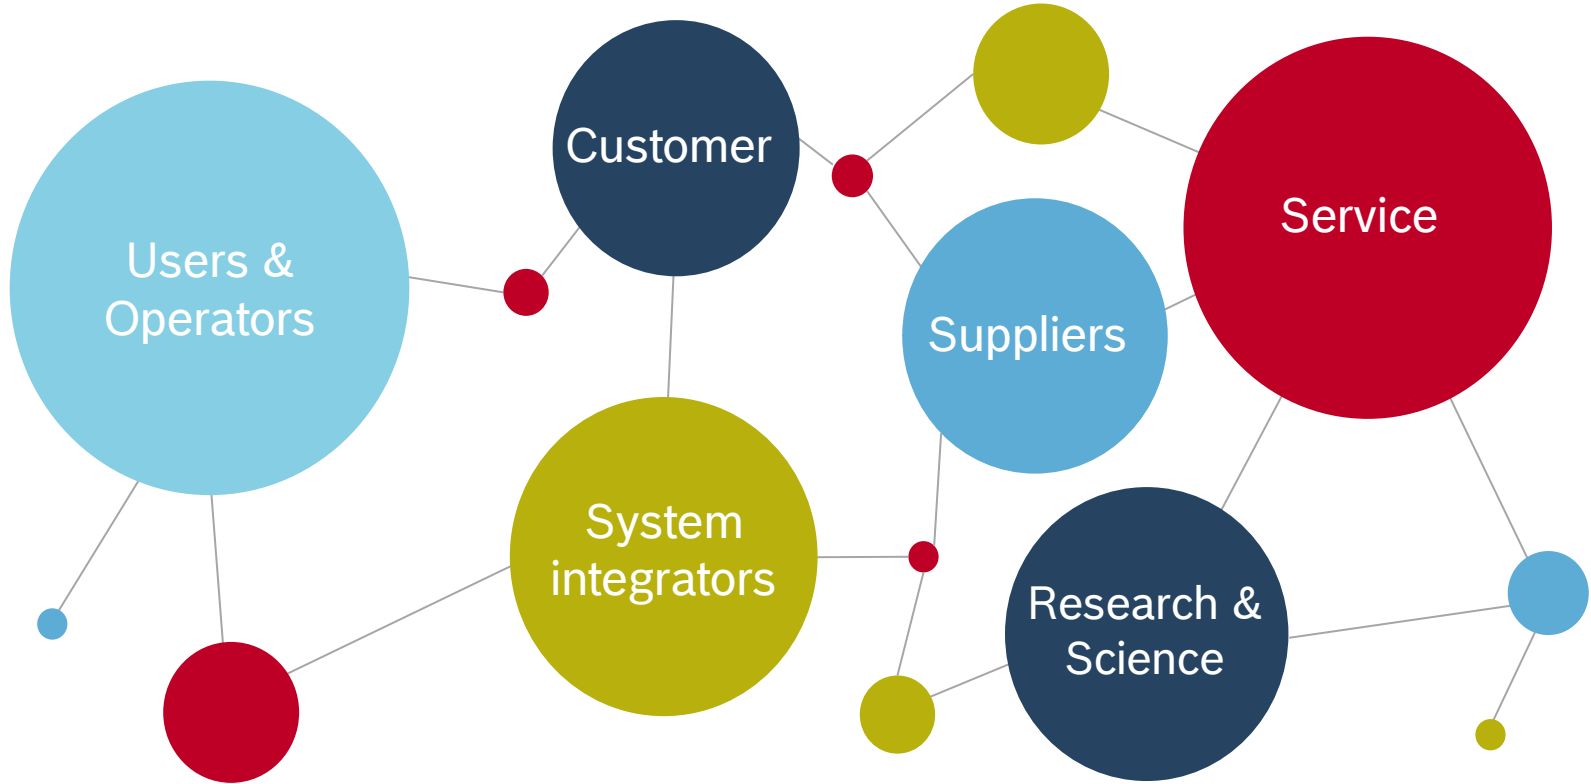 Users &
Operators
Customer
System
integrators
Suppliers
Service
Research &
Science